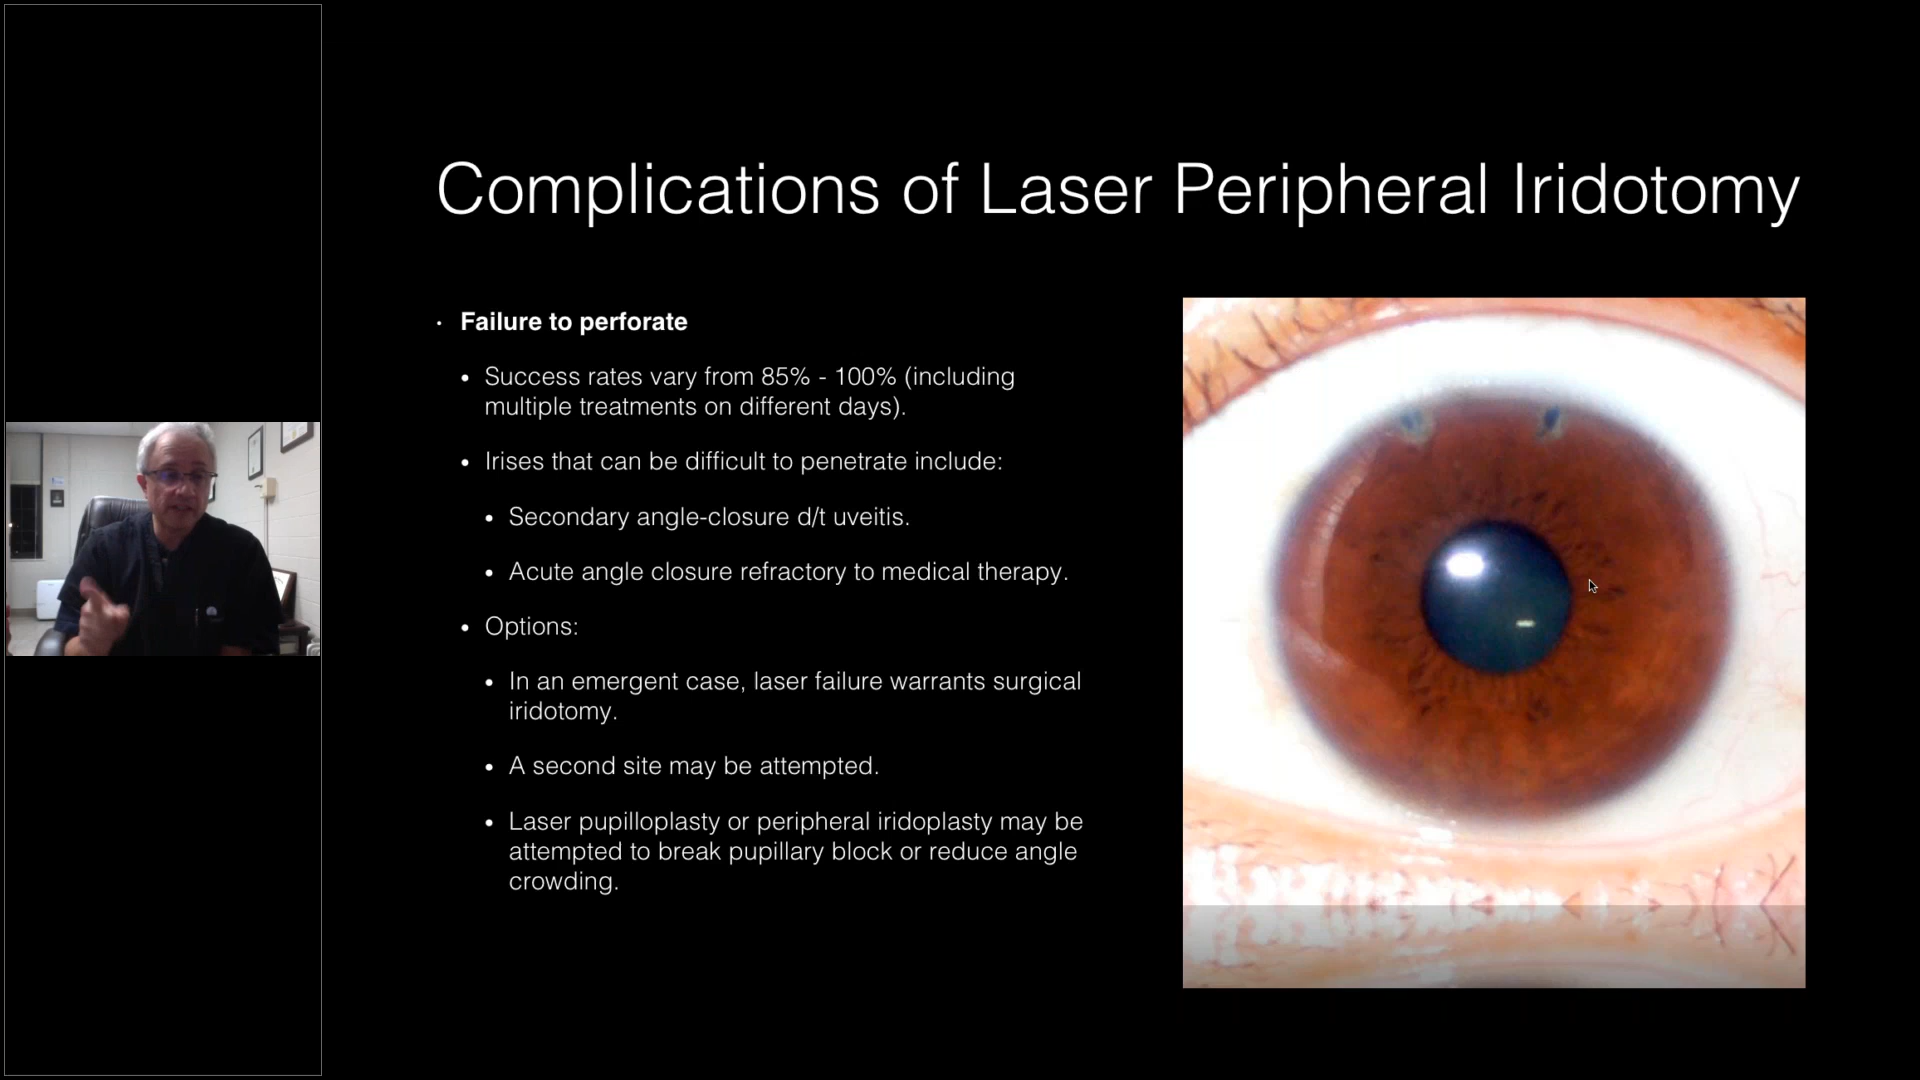 Complications of Laser Peripheral Iridotomy
• Failure to perforate
• Success rates vary from 85% - 100% (including
multiple treatments on different days).
• Irises that can be difficult to penetrate include:
• Secondary angle-closure d/t uveitis.
• Acute angle closure refractory to medical therapy.
• Options:
• In an emergent case, laser failure warrants surgical
iridotomy.
• A second site may be attempted.
• Laser pupilloplasty or peripheral iridoplasty may be
attempted to break pupillary block or reduce angle
crowding.